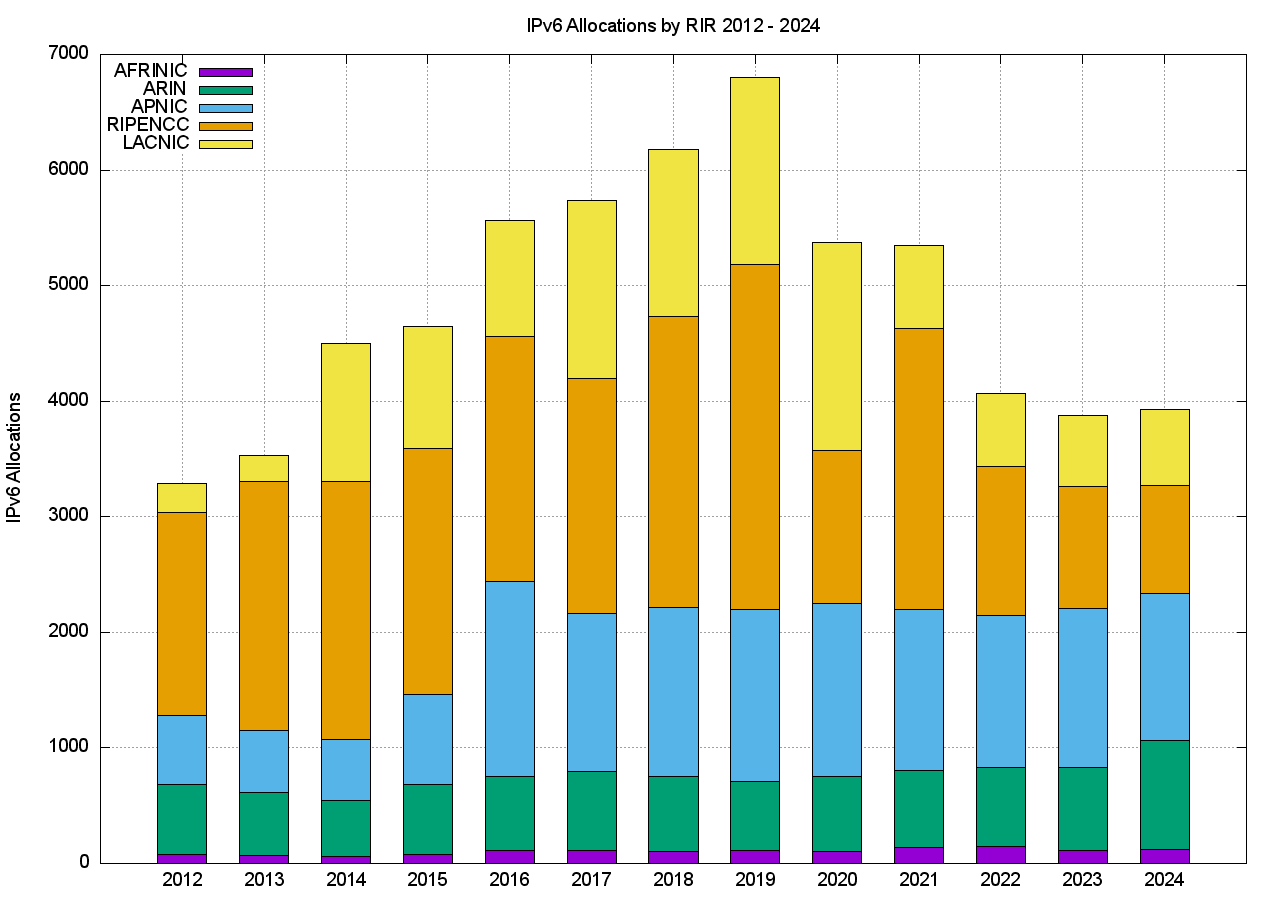 IPv6 Allocations by RIR 2012 - 2024
7000
6000
5000
4000
3000
2000
1000
0
IPv6 Allocations
AFRINIC
ARIN
APNIC
RIPENCC
LACNIC
2012 2013 2014 2015 2016 2017 2018 2019 2020 2021 2022 2023 2024